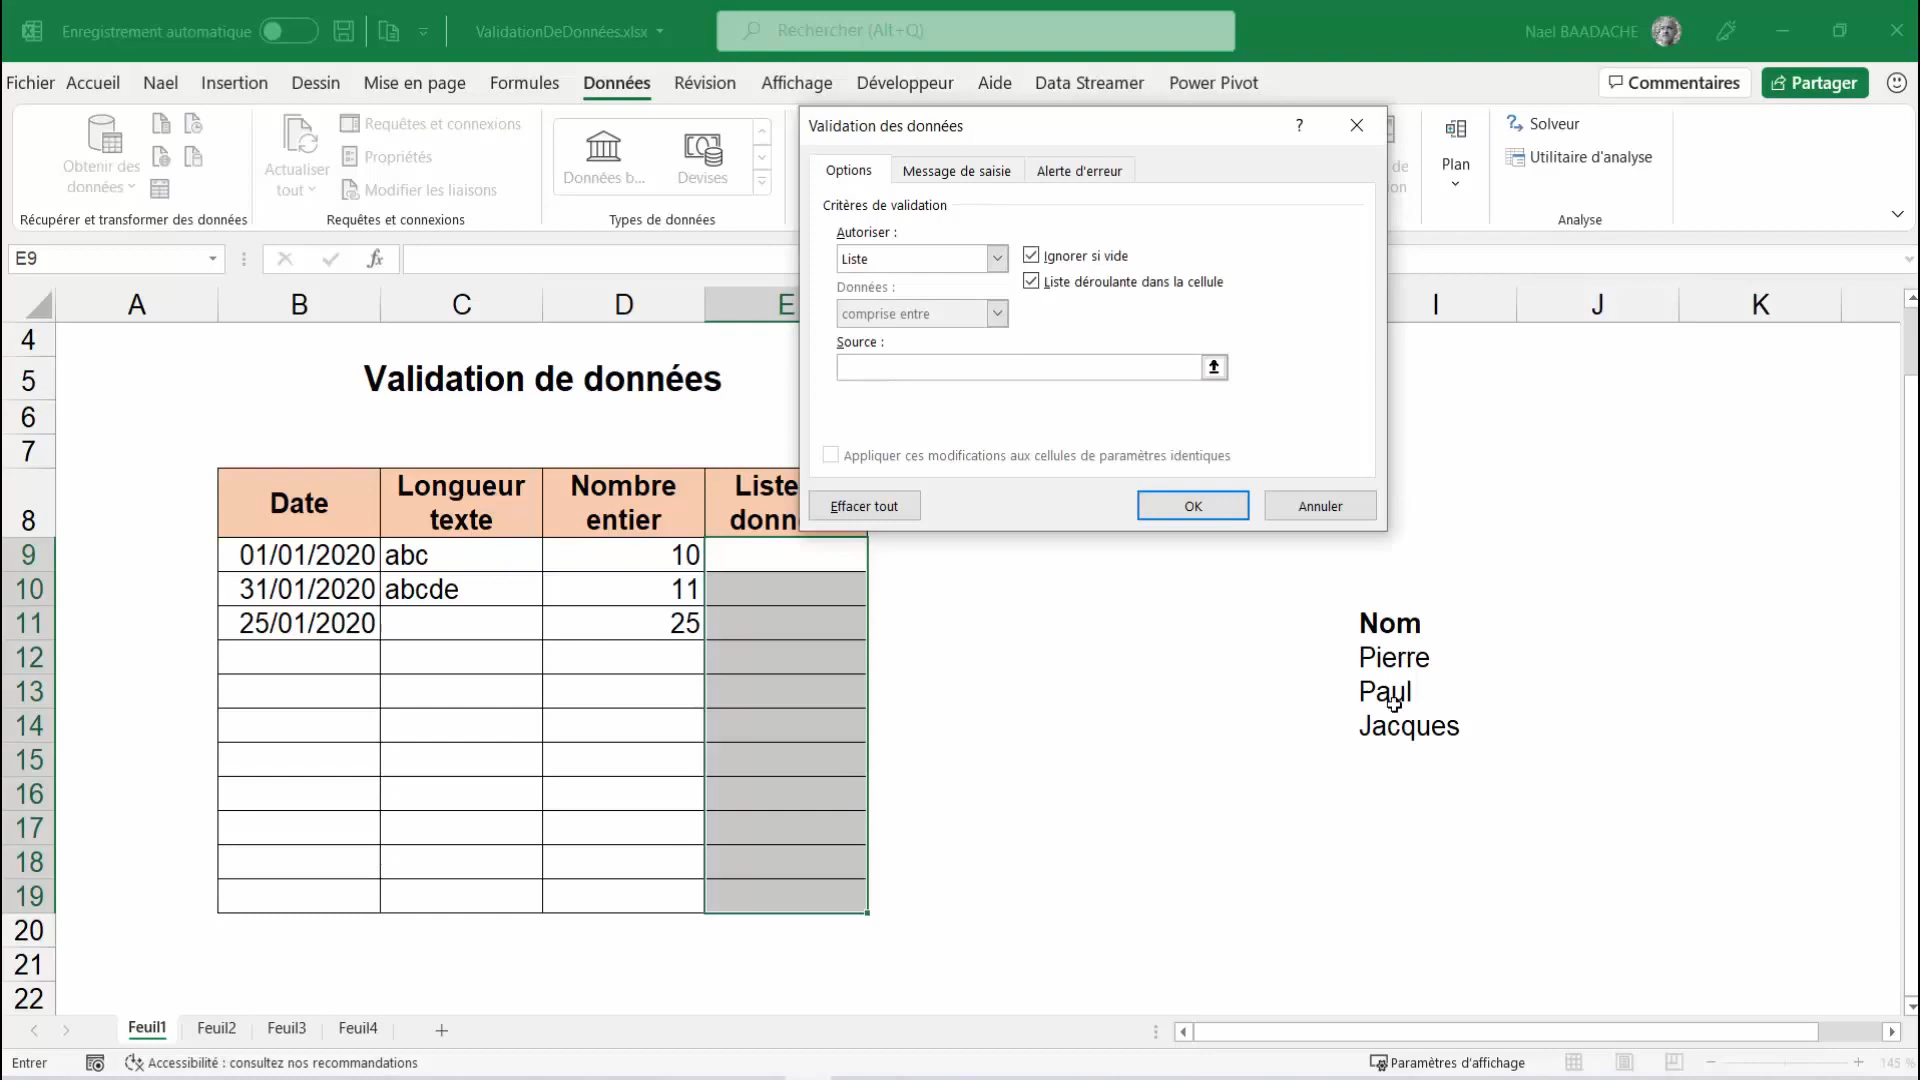 Enregistrement automatique
ValidationDeDonnées.xlsx
Rechercher (Alt+Q)
Nael BAADACHE
Fichier Accueil Nael Insertion Dessin Mise en page Formules Données Révision Affichage Développeur Aide Data Streamer Power Pivot
Commentaires
Partager
Obtenir des
données
Récupérer et transformer des données
Actualiser
tout
Requêtes et connexions
Propriétés
Modifier les liaisons
Requêtes et connexions
Données b...
Devises
Types de données
de
Plan
Solveur
Utilitaire d'analyse
Analyse
Validation des données
?
Options
Message de saisie
Alerte d'erreur
Critères de validation
Autoriser :
Liste
Ignorer si vide
Liste déroulante dans la cellule
Données :
comprise entre
Source :
Appliquer ces modifications aux cellules de paramètres identiques
Effacer tout
OK
Annuler
E9
fx
A B C D E I J K
4
5 Validation de données
6
7
8
Date
Longueur
texte
Nombre
entier
Liste
donn
9 01/01/2020 abc 10
10 31/01/2020 abcde 11
11 25/01/2020 25 Nom
12 Pierre
13 Paul
14 Jacques
15
16
17
18
19
20
21
22
Feuil1 Feuil2 Feuil3 Feuil4
Entrer
Accessibilité : consultez nos recommandations
Paramètres d'affichage
145 %